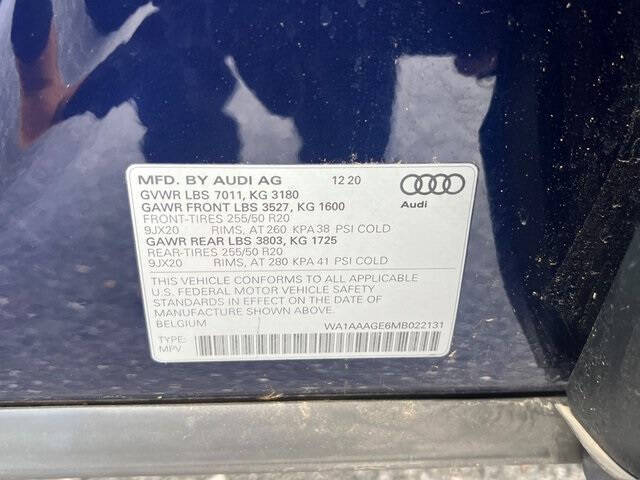 MFD. BY AUDI AG 12 20
GVWR LBS 7011, KG 3180
GAWR FRONT LBS 3527, KG 1600
FRONT-TIRES 255/50 R20
9JX20 RIMS, AT 260 KPA 38 PSI COLD
GAWR REAR LBS 3803, KG 1725
REAR-TIRES 255/50 R20
9JX20 RIMS, AT 280 KPA 41 PSI COLD
Audi
THIS VEHICLE CONFORMS TO ALL APPLICABLE
U.S. FEDERAL MOTOR VEHICLE SAFETY
STANDARDS IN EFFECT ON THE DATE OF
MANUFACTURE SHOWN ABOVE.
BELGIUM WA1AAAGE6MB022131
TYPE:
MPV